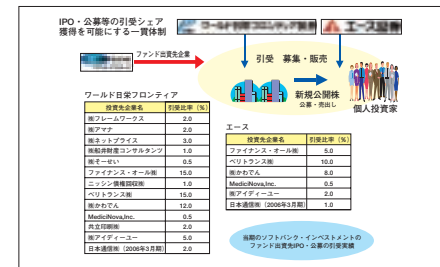 IPO・公募等の引受シェア
獲得を可能にする一貫体制
ファンド出資先企業
引受 募集・販売
新規公開株
公募・売出し
個人投資家
ワールド日栄フロンティア
投資先企業名 引受比率（%）
㈱フレームワークス 2.0
㈱アマナ 2.0
㈱ネットプライス 3.0
㈱船井財産コンサルタンツ 1.0
㈱そーせい 0.5
ファイナンス・オール㈱ 15.0
ニッシン債権回収㈱ 1.0
ベリトランス㈱ 15.0
㈱かわでん 12.0
MediciNova,Inc. 0.5
共立印刷㈱ 2.0
㈱アイディーユー 5.0
日本通信㈱（2006年3月期） 2.0
エース
投資先企業名 引受比率（%）
ファイナンス・オール㈱ 5.0
ベリトランス㈱ 10.0
㈱かわでん 8.0
MediciNova,Inc. 0.5
㈱アイディーユー 2.0
日本通信㈱（2006年3月期） 1.0
当期のソフトバンク・インベストメントの
ファンド出資先IPO・公募の引受実績